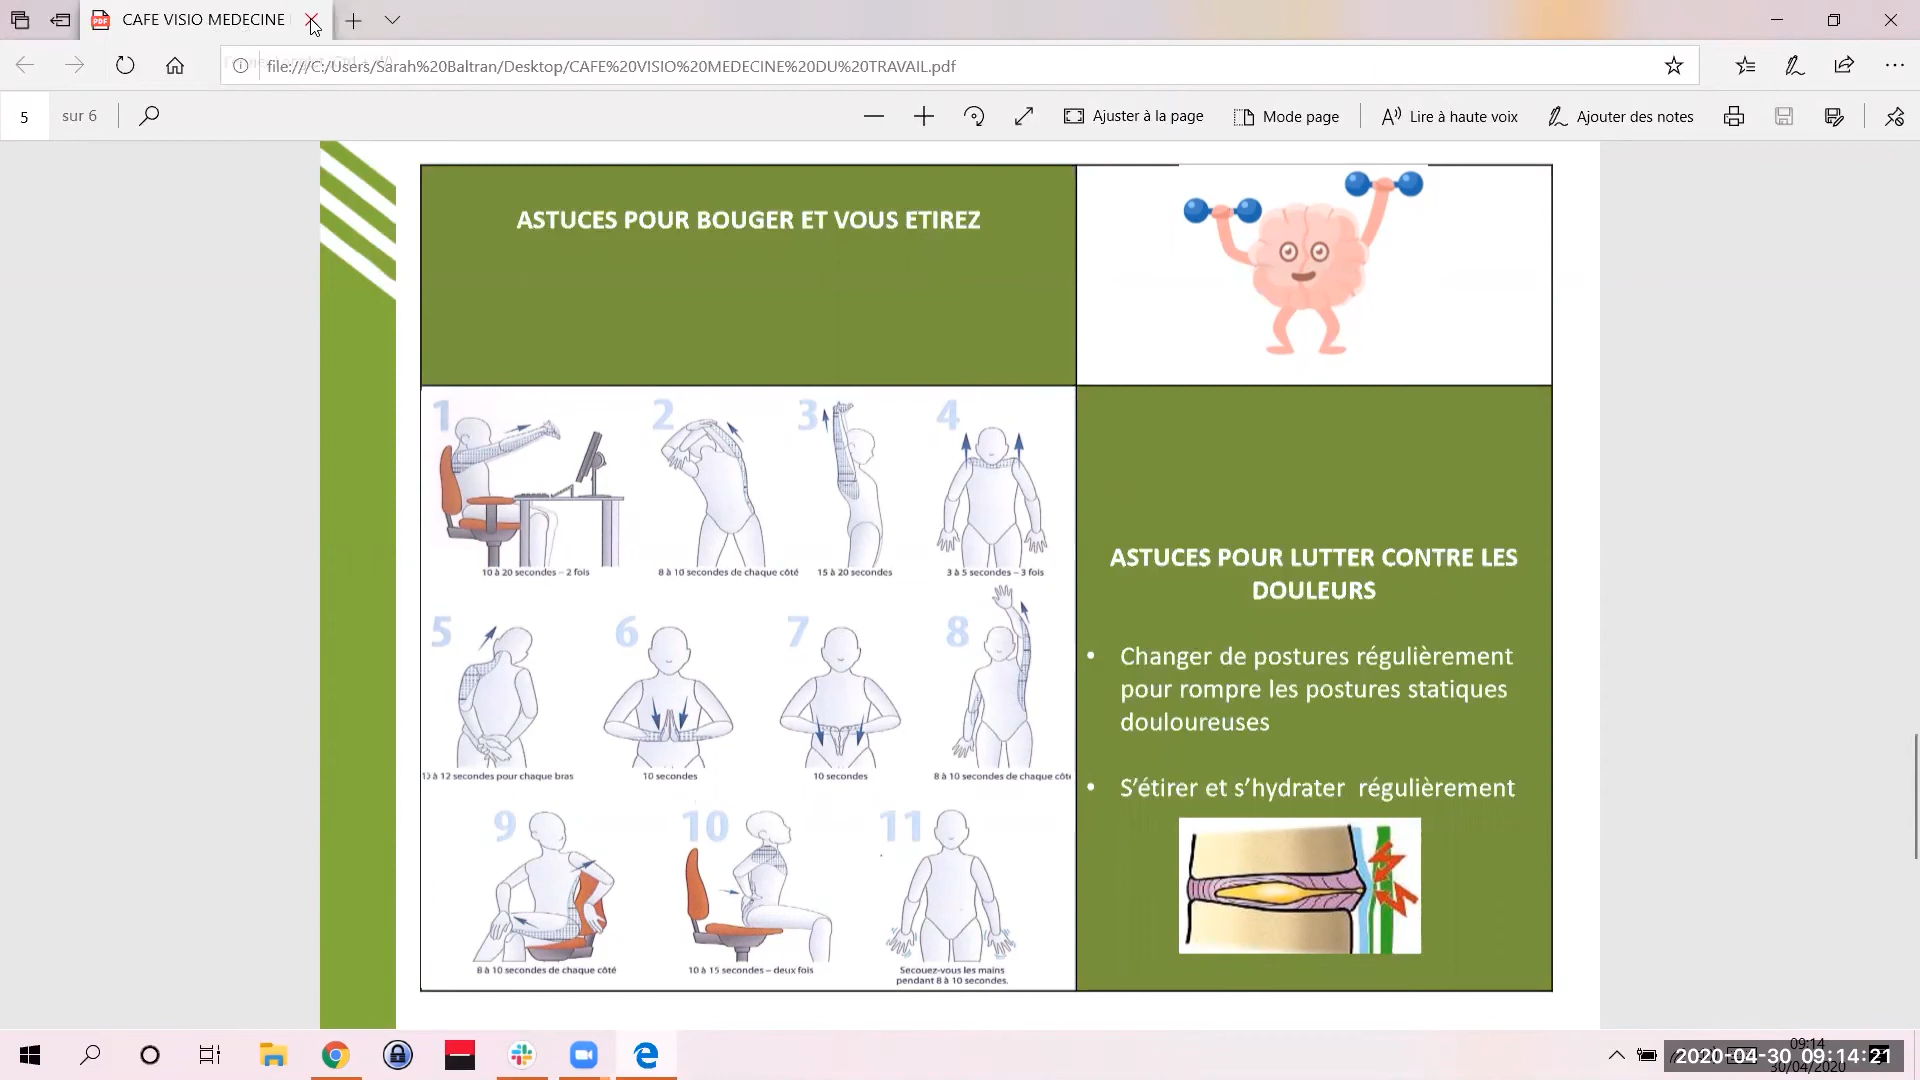 CAFE VISIO MEDECINE
file:///C:/Users/Sarah%20Baltran/Desktop/CAFE%20VISIO%20MEDECINE%20DU%20TRAVAIL.pdf
5 sur 6
Ajuster à la page
Mode page
Lire à haute voix
Ajouter des notes
ASTUCES POUR BOUGER ET VOUS ETIREZ
1
2
3
4
10 à 20 secondes – 2 fois
8 à 10 secondes de chaque côté
15 à 20 secondes
3 à 5 secondes – 3 fois
5
6
7
8
à 12 secondes pour chaque bras
10 secondes
10 secondes
8 à 10 secondes de chaque côté
9
10
11
8 à 10 secondes de chaque côté
10 à 15 secondes – deux fois
Secouez-vous les mains
pendant 8 à 10 secondes.
ASTUCES POUR LUTTER CONTRE LES
DOULEURS
• Changer de postures régulièrement
pour rompre les postures statiques
douloureuses
• S’étirer et s’hydrater régulièrement
09:14
2020-04-30 09:14:21
30/04/2020